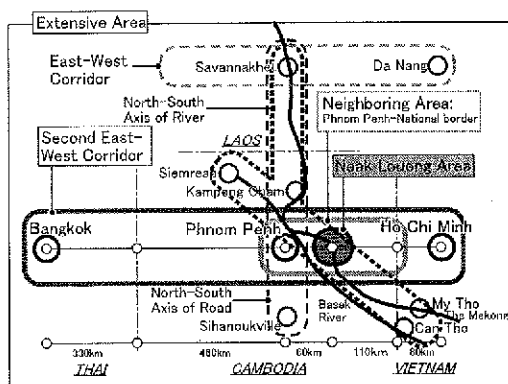 Extensive Area
East-West
Corridor
Savannakhet
Da Nang
North-South
Axis of River
Neighboring Area:
Phnom Penh-National border
LAOS
Second East-
West Corridor
Siemreap
Neak Loueng Area
Kampong Cham
Bangkok
Phnom Penh
Ho Chi Minh
North-South
Axis of Road
Sihanoukville
Basak
River
My Tho
The Mekong
Can Tho
330km
480km
60km
110km
80km
THAI
CAMBODIA
VIETNAM